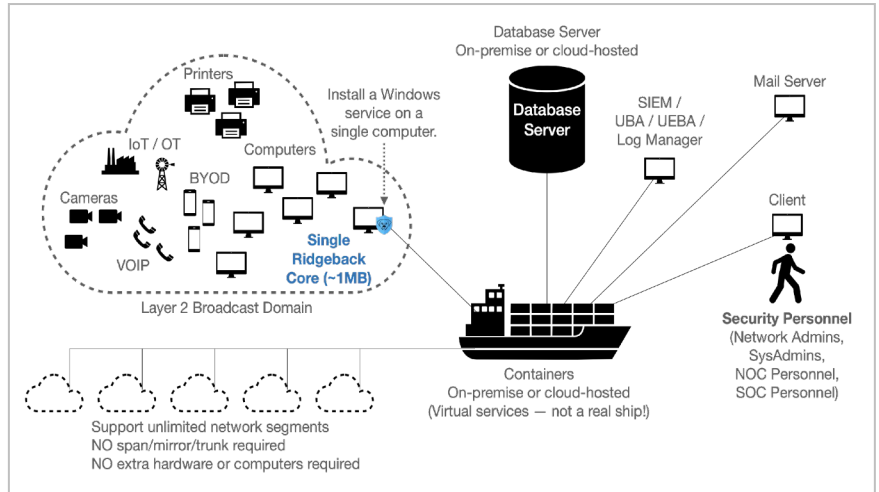 Database Server
On-premise or cloud-hosted
Printers
Install a Windows
service on a
single computer.
Database
Server
SIEM /
UBA / UEBA /
Log Manager
Mail Server
IoT / OT
Computers
BYOD
Cameras
VOIP
Single
Ridgeback
Core (~1MB)
Layer 2 Broadcast Domain
Client
Security Personnel
(Network Admins,
SysAdmins,
NOC Personnel,
SOC Personnel)
Containers
On-premise or cloud-hosted
(Virtual services — not a real ship!)
Support unlimited network segments
NO span/mirror/trunk required
NO extra hardware or computers required